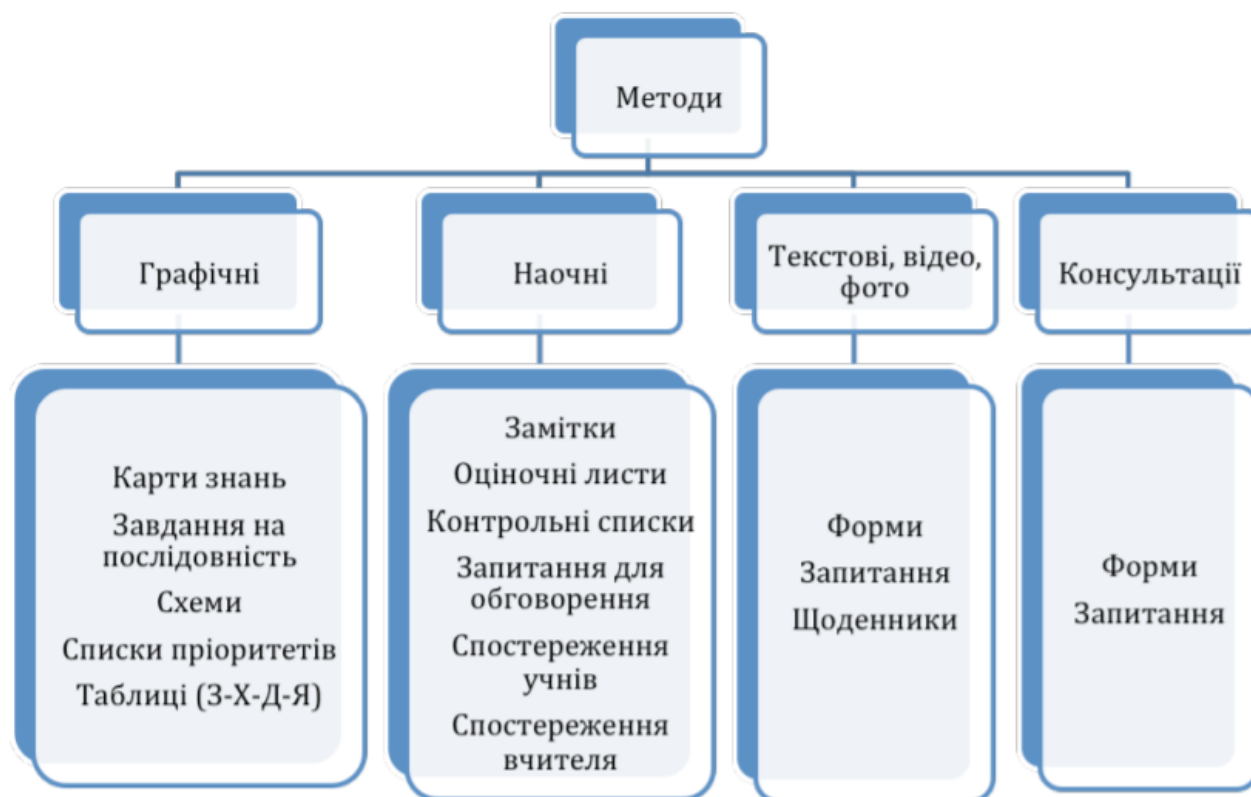 Методи
Графічні
Наочні
Текстові, відео,
фото
Консультації
Карти знань
Завдання на
послідовність
Схеми
Списки пріоритетів
Таблиці (З-Х-Д-Я)
Замітки
Оціночні листи
Контрольні списки
Запитання для
обговорення
Спостереження
учнів
Спостереження
вчителя
Форми
Запитання
Щоденники
Форми
Запитання